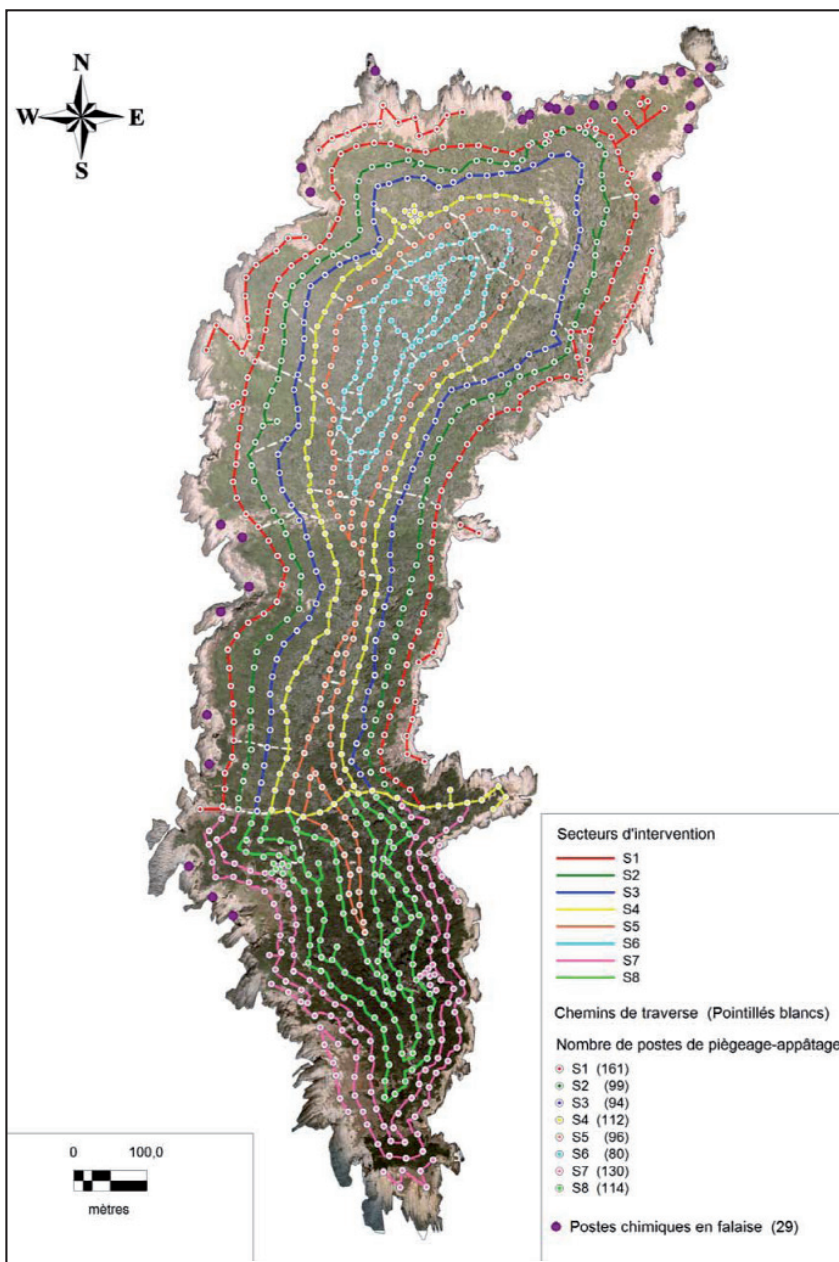 N
W E
S
Secteurs d'intervention
S1
S2
S3
S4
S5
S6
S7
S8
Chemins de traverse (Pointillés blancs)
Nombre de postes de piègeage-appâtage
S1 (161)
S2 (99)
S3 (94)
S4 (112)
S5 (96)
S6 (80)
S7 (130)
S8 (114)
Postes chimiques en falaise (29)
0 100,0
mètres